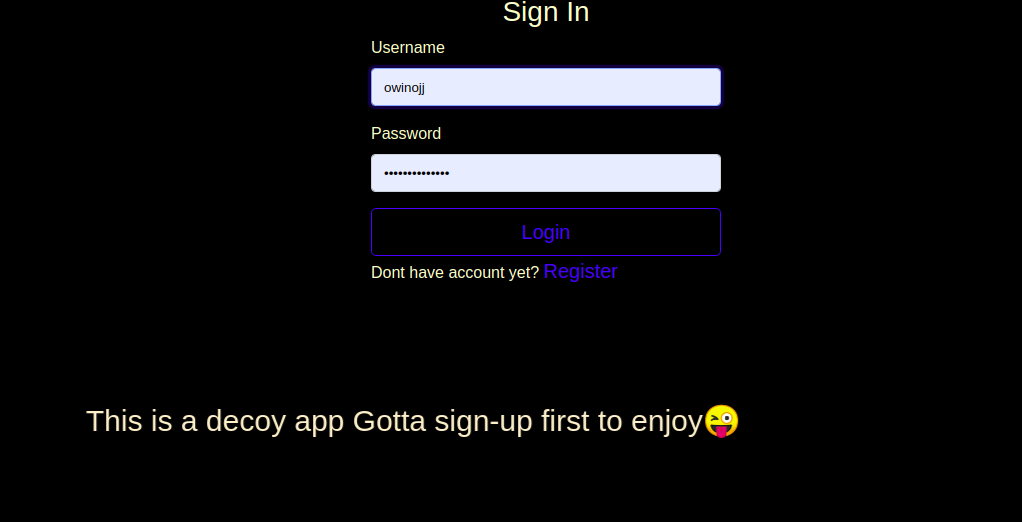 Sign In
Username
owinojj
Password
••••••••••••••
Login
Dont have account yet? Register
This is a decoy app Gotta sign-up first to enjoy😜